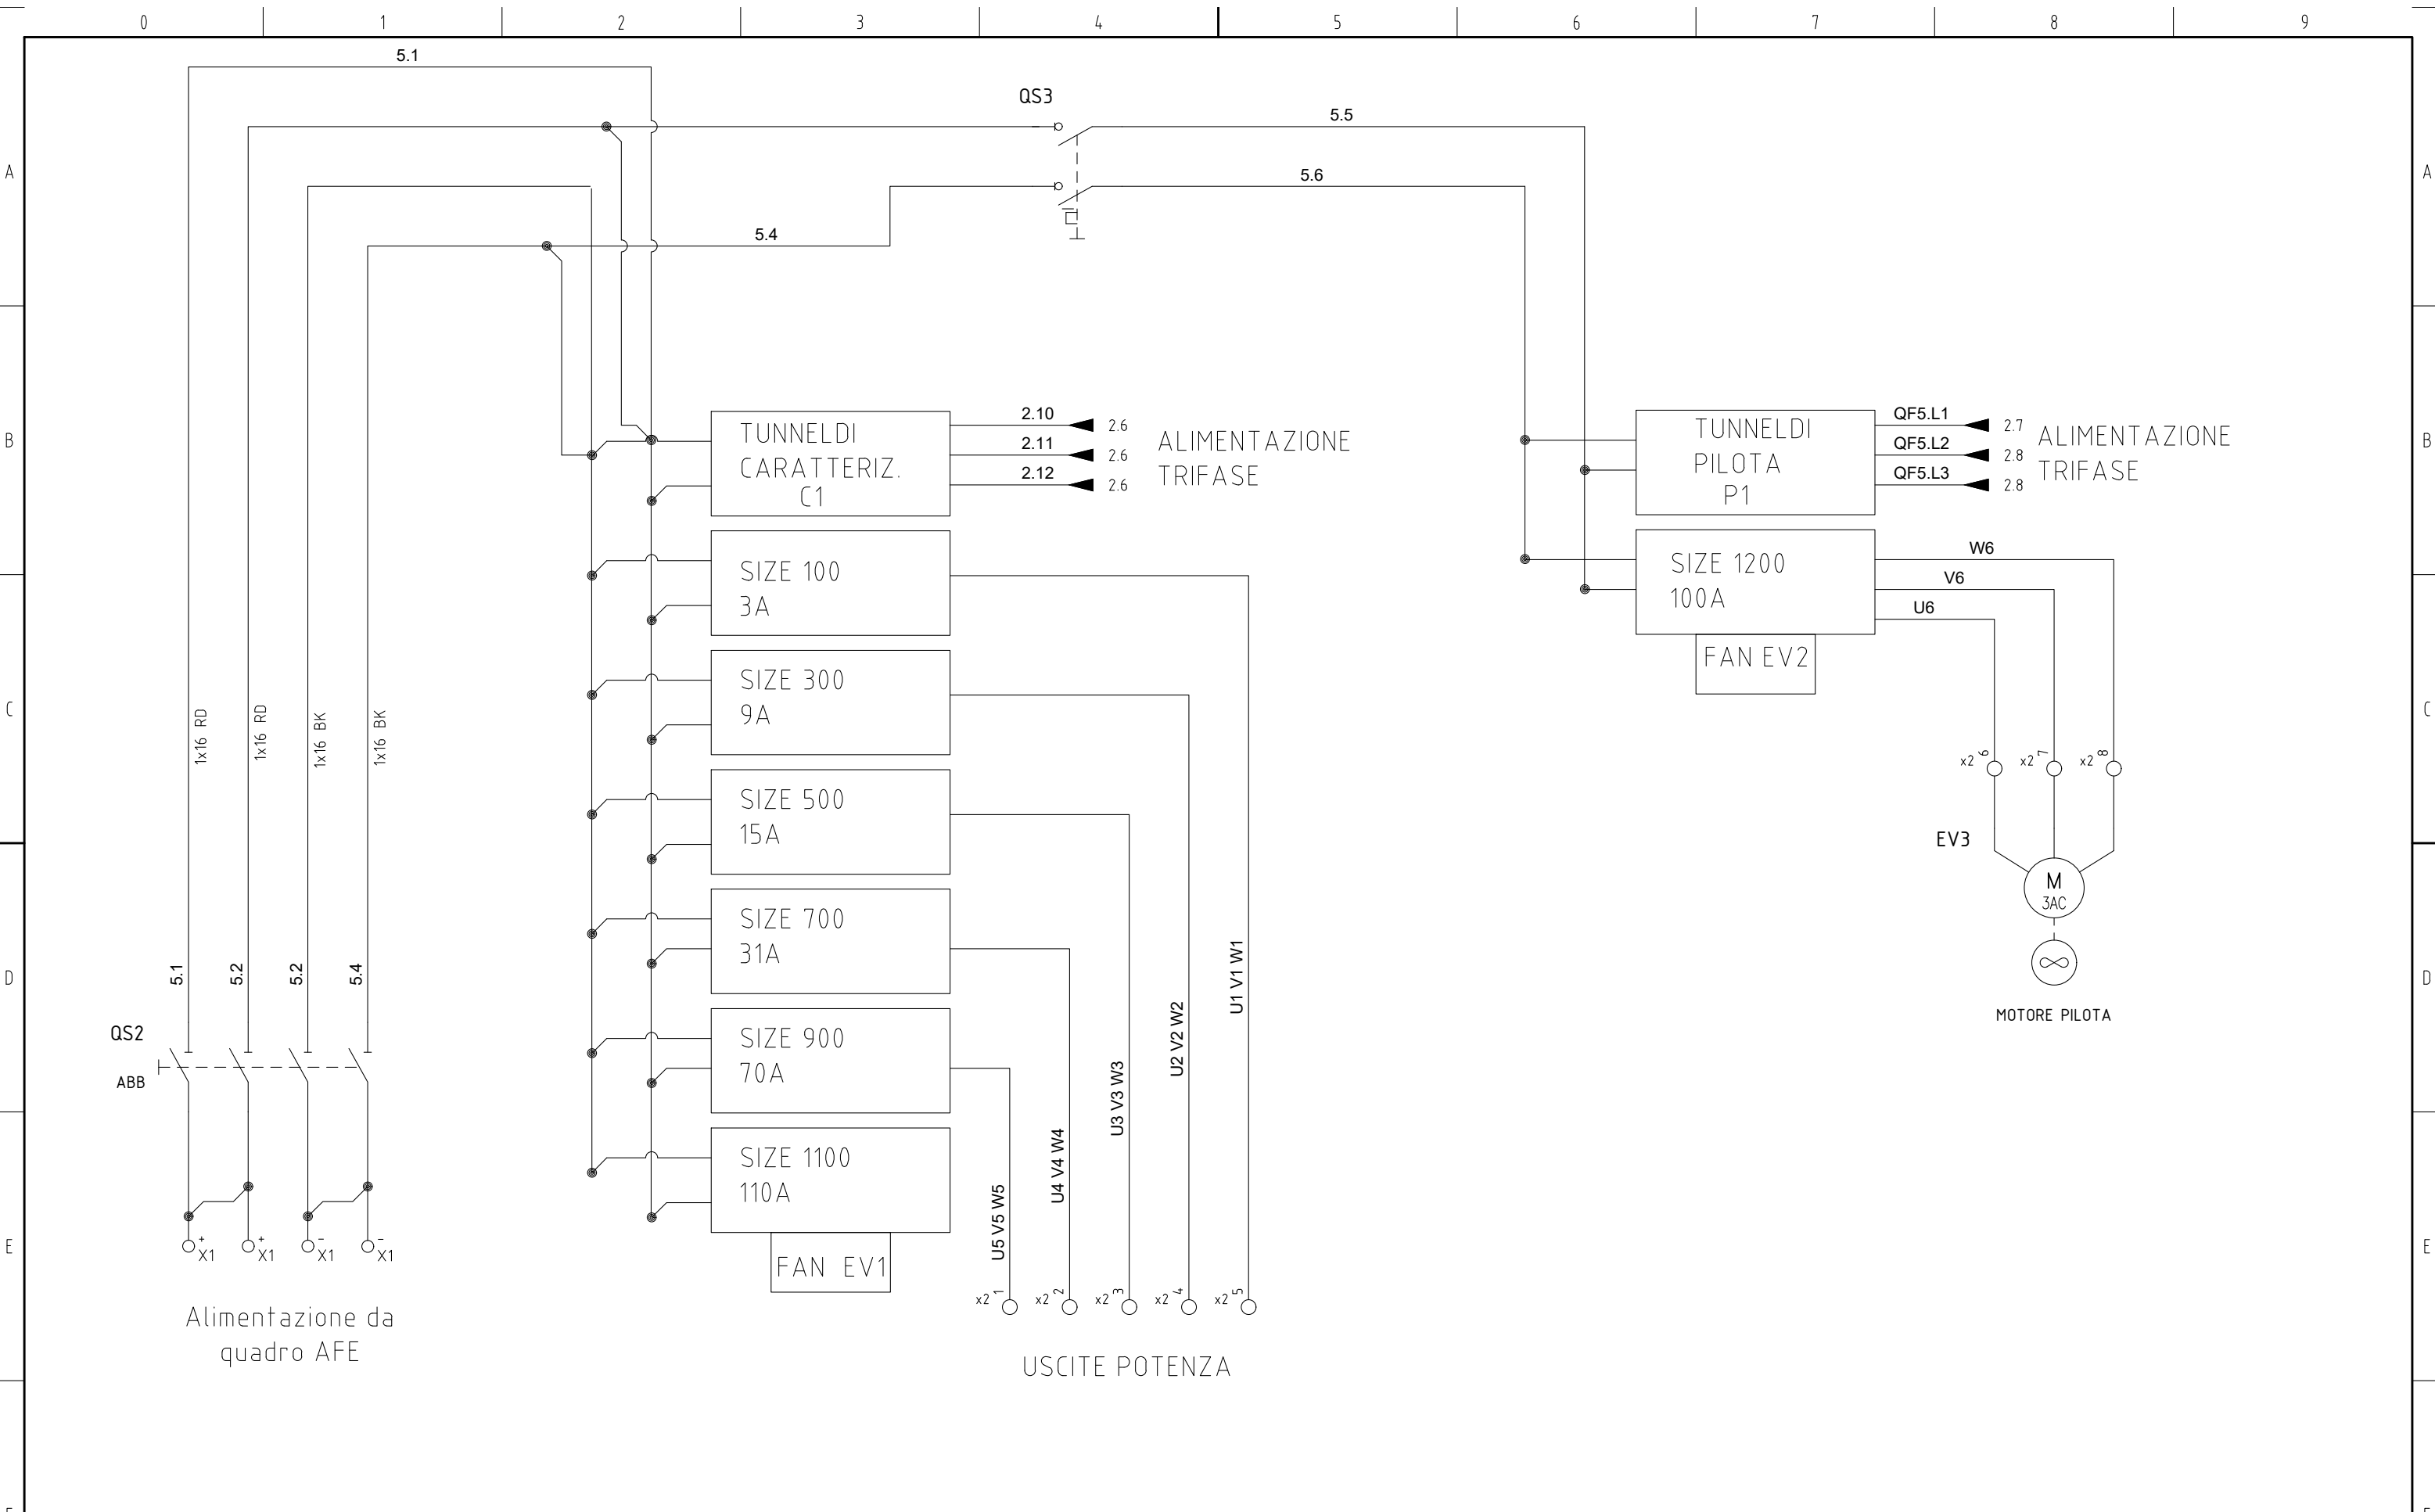 0 1 2 3 4 5 6 7 8 9
5.1
QS3
5.5
A A
5.6
5.4
TUNNELDI
CARATTERIZ.
C1
2.10 2.6
2.11 2.6
2.12 2.6
ALIMENTAZIONE
TRIFASE
TUNNELDI
PILOTA
P1
QF5.L1 2.7
QF5.L2 2.8
QF5.L3 2.8
ALIMENTAZIONE
TRIFASE
B B
SIZE 100
3A
SIZE 1200
100A
W6
V6
U6
FAN EV2
SIZE 300
9A
C C
1x16 RD
1x16 RD
1x16 BK
1x16 BK
x2 6
x2 7
x2 8
SIZE 500
15A
EV3
M
3AC
MOTORE PILOTA
SIZE 700
31A
D D
5.1
5.2
5.2
5.4
QS2
ABB
SIZE 900
70A
U1 V1 W1
U2 V2 W2
U3 V3 W3
U4 V4 W4
U5 V5 W5
SIZE 1100
110A
FAN EV1
E E
+ X1
+ X1
- X1
- X1
x2 1
x2 2
x2 3
x2 4
x2 5
Alimentazione da
quadro AFE
USCITE POTENZA